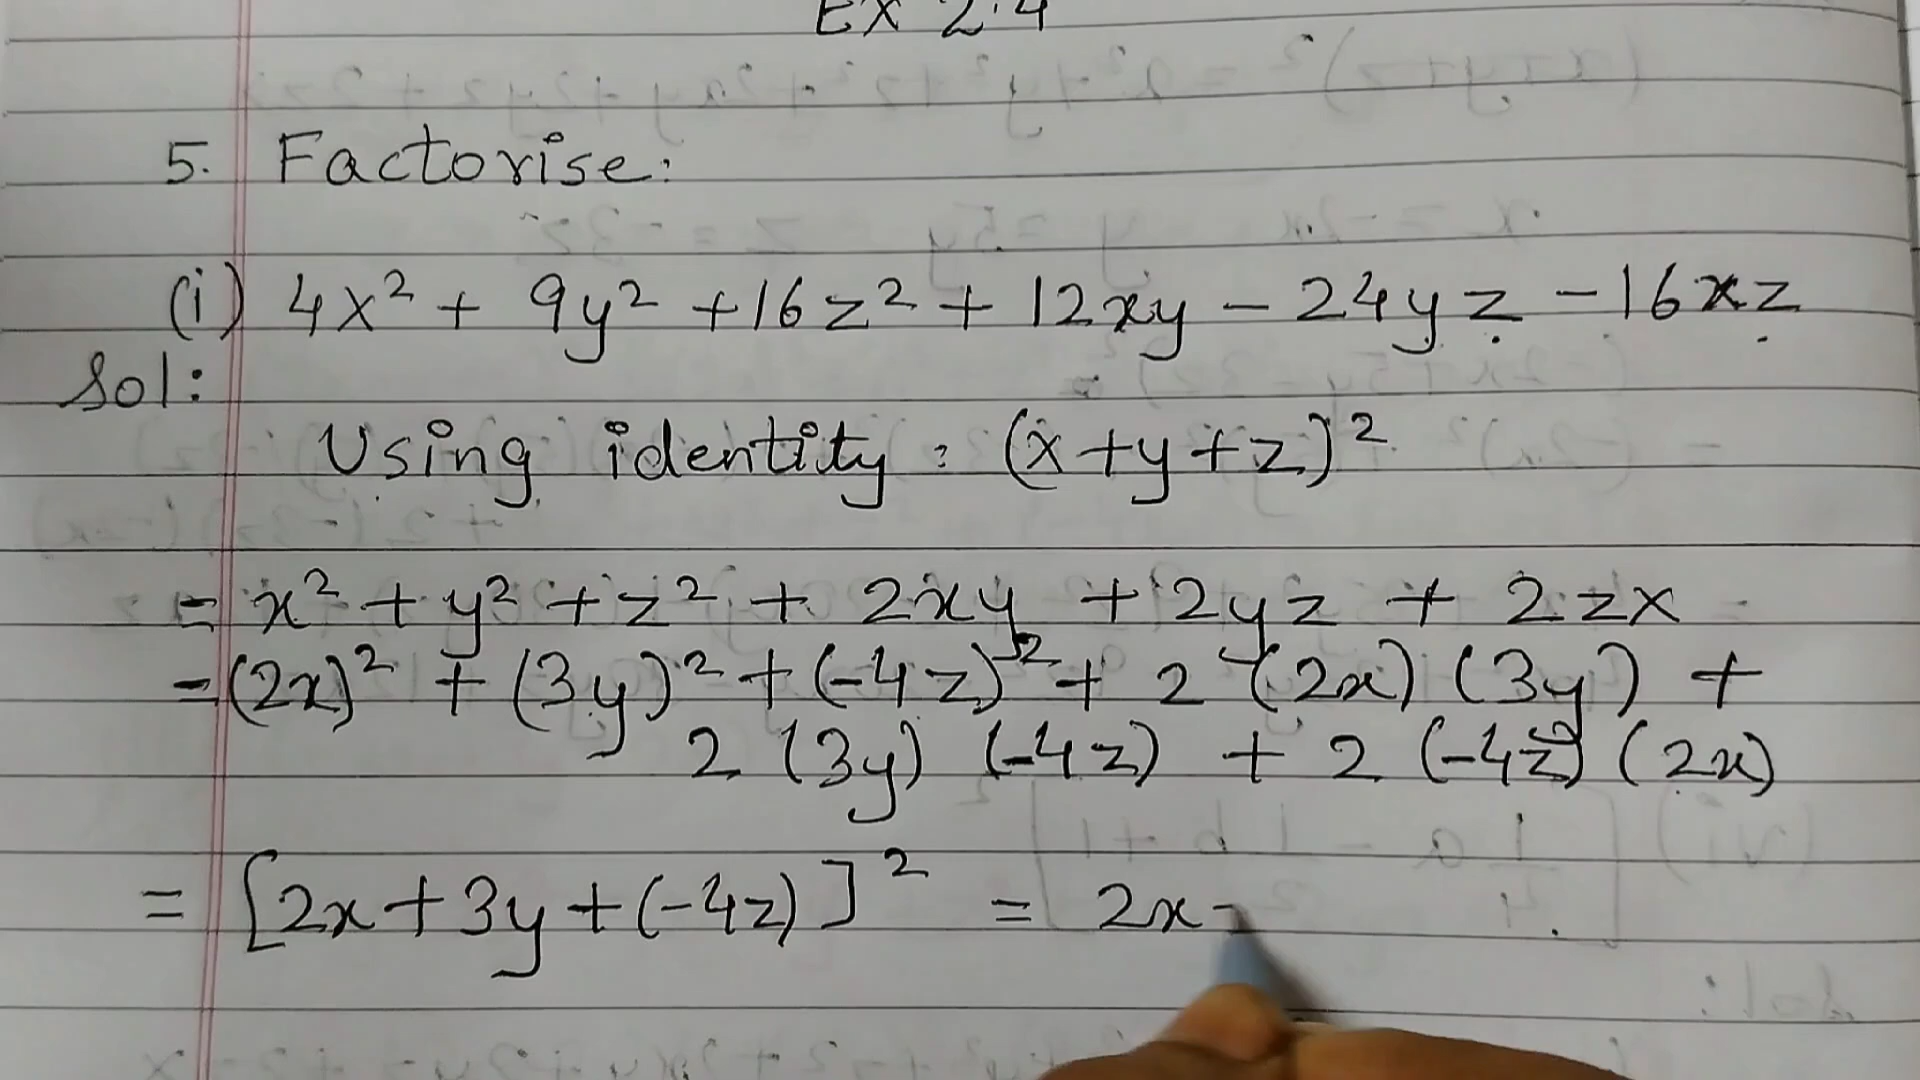 Ex 2.4
5. Factorise:
(i) 4x² + 9y² + 16z² + 12xy - 24yz - 16xz
Sol:
Using identity: (x+y+z)²
= x² + y² + z² + 2xy + 2yz + 2zx
= (2x)² + (3y)² + (-4z)² + 2 (2x) (3y) +
2 (3y) (-4z) + 2 (-4z) (2x)
= [2x+3y+(-4z)]² = 2x-